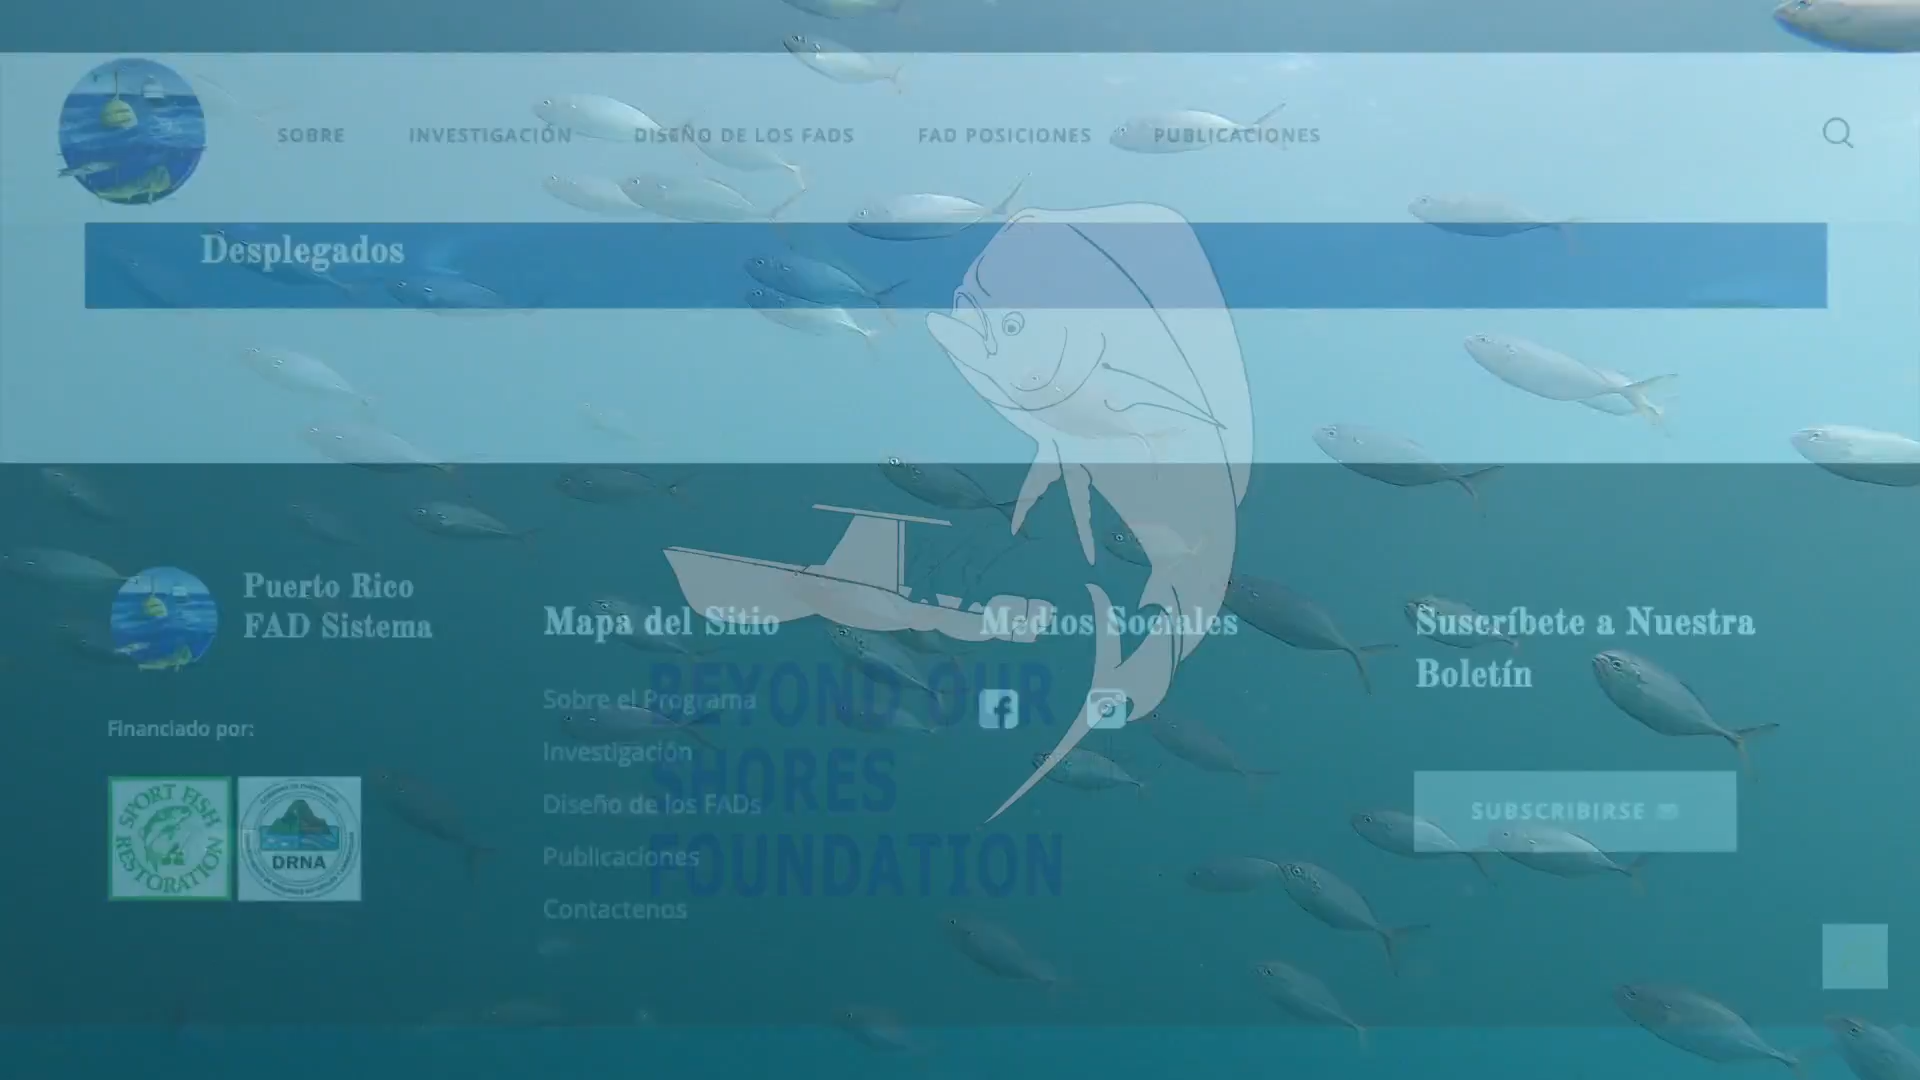 SOBRE
INVESTIGACIÓN
DISEÑO DE LOS FADS
FAD POSICIONES
PUBLICACIONES
Desplegados
Puerto Rico
FAD Sistema
Financiado por:
SPORT FISH
RESTORATION
DRNA
Mapa del Sitio
Sobre el Programa
Investigación
Diseño de los FADs
Publicaciones
Contactenos
Medios Sociales
Suscríbete a Nuestra
Boletín
SUBSCRIBIRSE
BEYOND OUR
SHORES
FOUNDATION